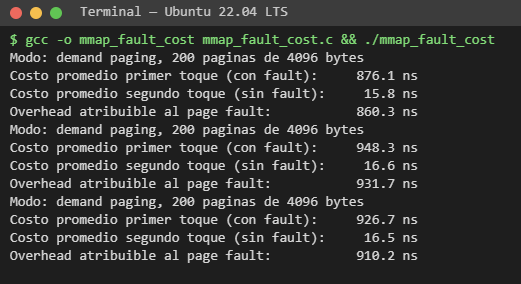 Terminal — Ubuntu 22.04 LTS
$ gcc -o mmap_fault_cost mmap_fault_cost.c && ./mmap_fault_cost
Modo: demand paging, 200 paginas de 4096 bytes
Costo promedio primer toque (con fault):     876.1 ns
Costo promedio segundo toque (sin fault):     15.8 ns
Overhead atribuible al page fault:           860.3 ns
Modo: demand paging, 200 paginas de 4096 bytes
Costo promedio primer toque (con fault):     948.3 ns
Costo promedio segundo toque (sin fault):     16.6 ns
Overhead atribuible al page fault:           931.7 ns
Modo: demand paging, 200 paginas de 4096 bytes
Costo promedio primer toque (con fault):     926.7 ns
Costo promedio segundo toque (sin fault):     16.5 ns
Overhead atribuible al page fault:           910.2 ns